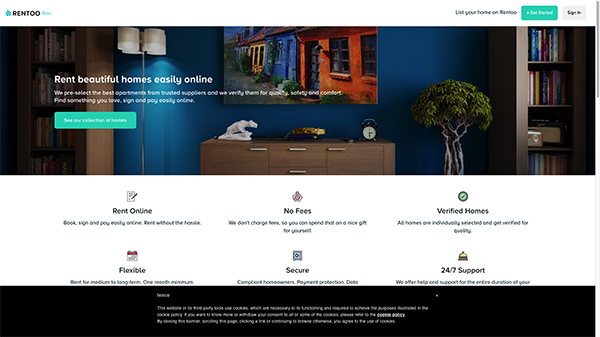 RENTOO Beta
List your home on Rentoo
+ Get Started
Sign In
Rent beautiful homes easily online
We pre-select the best apartments from trusted suppliers and we verify them for quality, safety and comfort.
Find something you love, sign and pay easily online.
See our collection of homes
Rent Online
Book, sign and pay easily online. Rent without the hassle.
No Fees
We don't charge fees, so you can spend that on a nice gift
for yourself.
Verified Homes
All homes are individually selected and get verified for
quality.
Flexible
Rent for medium to long-term. One month minimum.
Secure
Compliant homeowners. Payment protection. Data
24/7 Support
We offer help and support for the entire duration of your
Notice
×
This website or its third-party tools use cookies, which are necessary to its functioning and required to achieve the purposes illustrated in the
cookie policy. If you want to know more or withdraw your consent to all or some of the cookies, please refer to the cookie policy.
By closing this banner, scrolling this page, clicking a link or continuing to browse otherwise, you agree to the use of cookies.